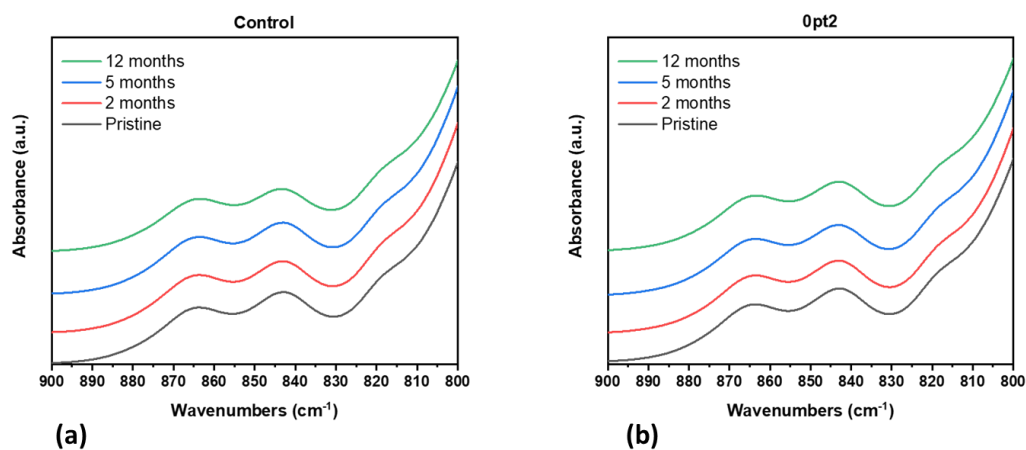 Control
12 months
5 months
2 months
Pristine
Absorbance (a.u.)
900 890 880 870 860 850 840 830 820 810 800
Wavenumbers (cm⁻¹)
(a)
0pt2
12 months
5 months
2 months
Pristine
Absorbance (a.u.)
900 890 880 870 860 850 840 830 820 810 800
Wavenumbers (cm⁻¹)
(b)